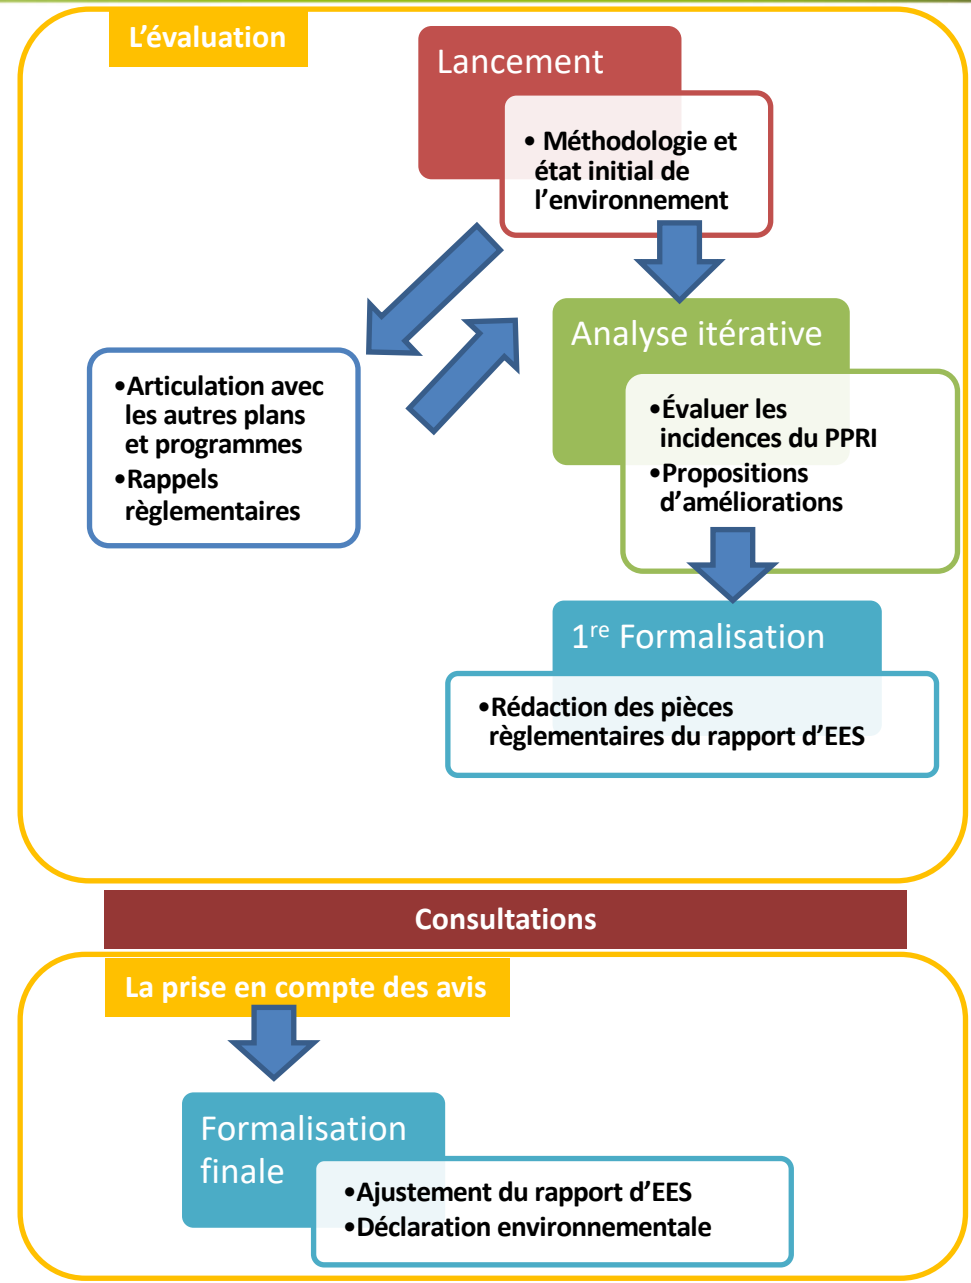 L’évaluation
Lancement
• Méthodologie et
état initial de
l’environnement
Analyse itérative
•Évaluer les
incidences du PPRI
•Propositions
d’améliorations
•Articulation avec
les autres plans
et programmes
•Rappels
règlementaires
1re Formalisation
•Rédaction des pièces
règlementaires du rapport d’EES
Consultations
La prise en compte des avis
Formalisation
finale
•Ajustement du rapport d’EES
•Déclaration environnementale